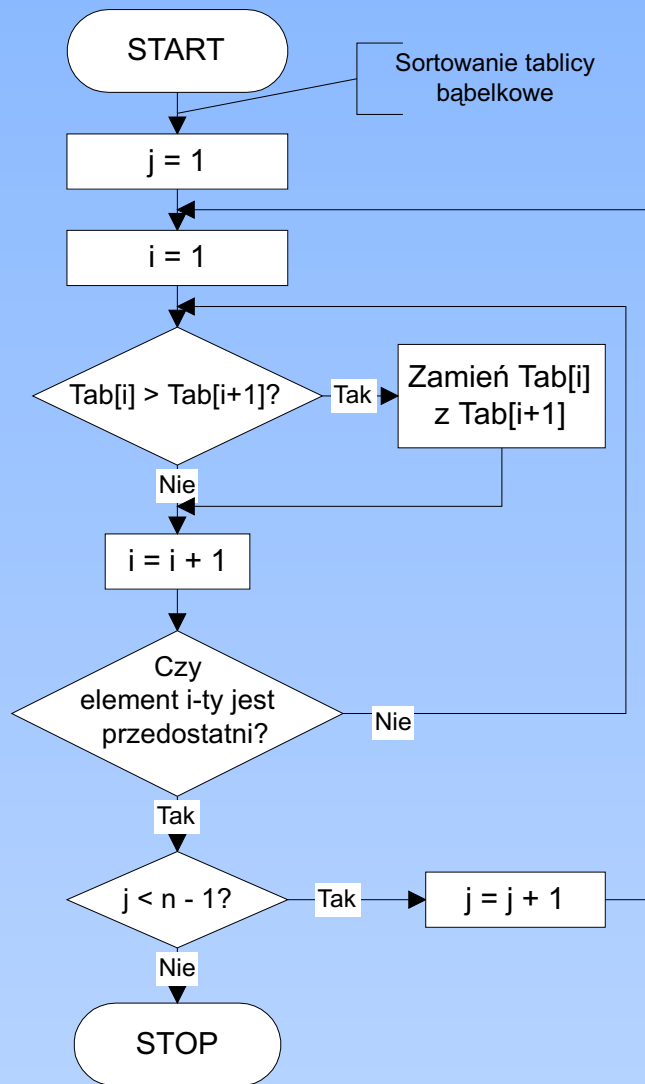 START
Sortowanie tablicy
bąbelkowe
j = 1
i = 1
Tab[i] > Tab[i+1]?
Tak
Zamień Tab[i]
z Tab[i+1]
Nie
i = i + 1
Czy
element i-ty jest
przedostatni?
Nie
Tak
j < n - 1?
Tak
j = j + 1
Nie
STOP